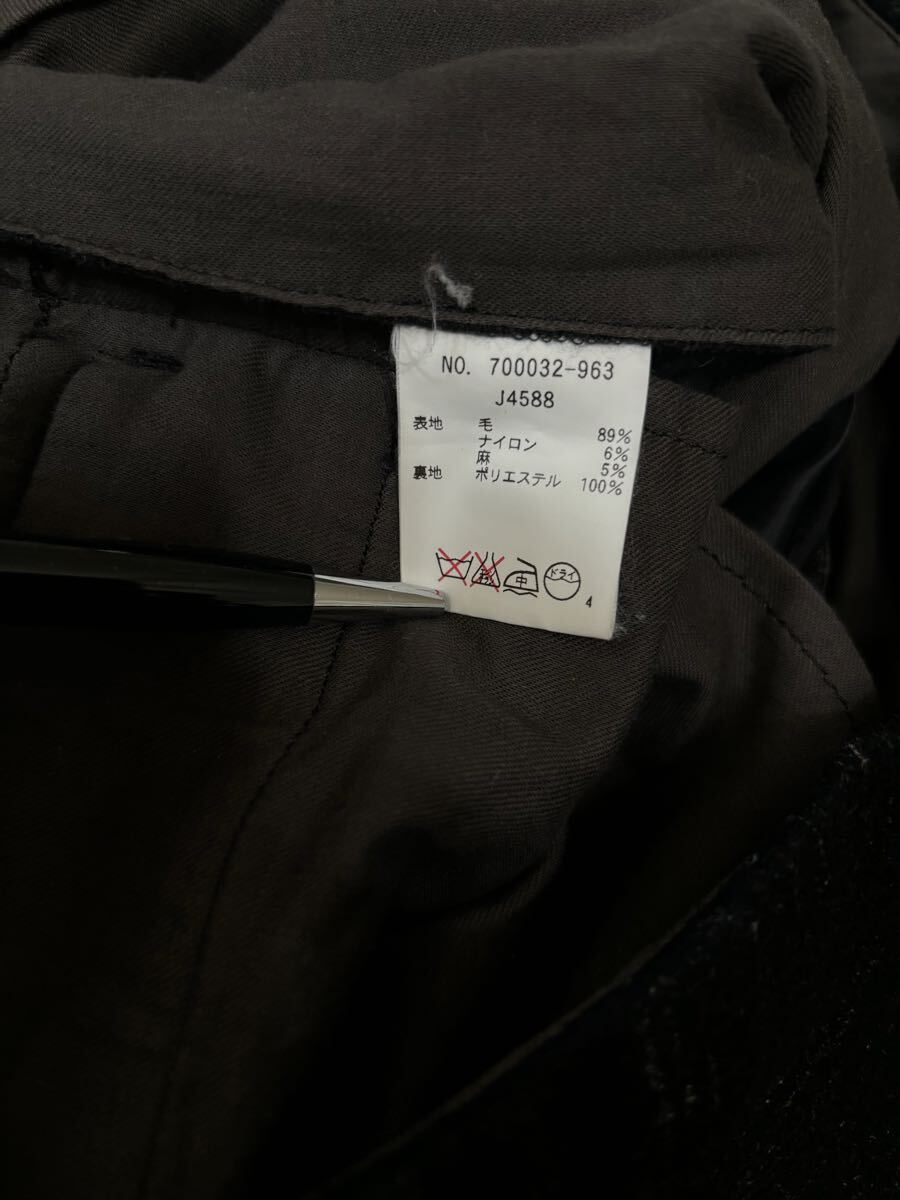 NO. 700032-963
J4588
表地 毛 89%
ナイロン 6%
麻 5%
裏地 ポリエステル 100%
中 ドライ
4